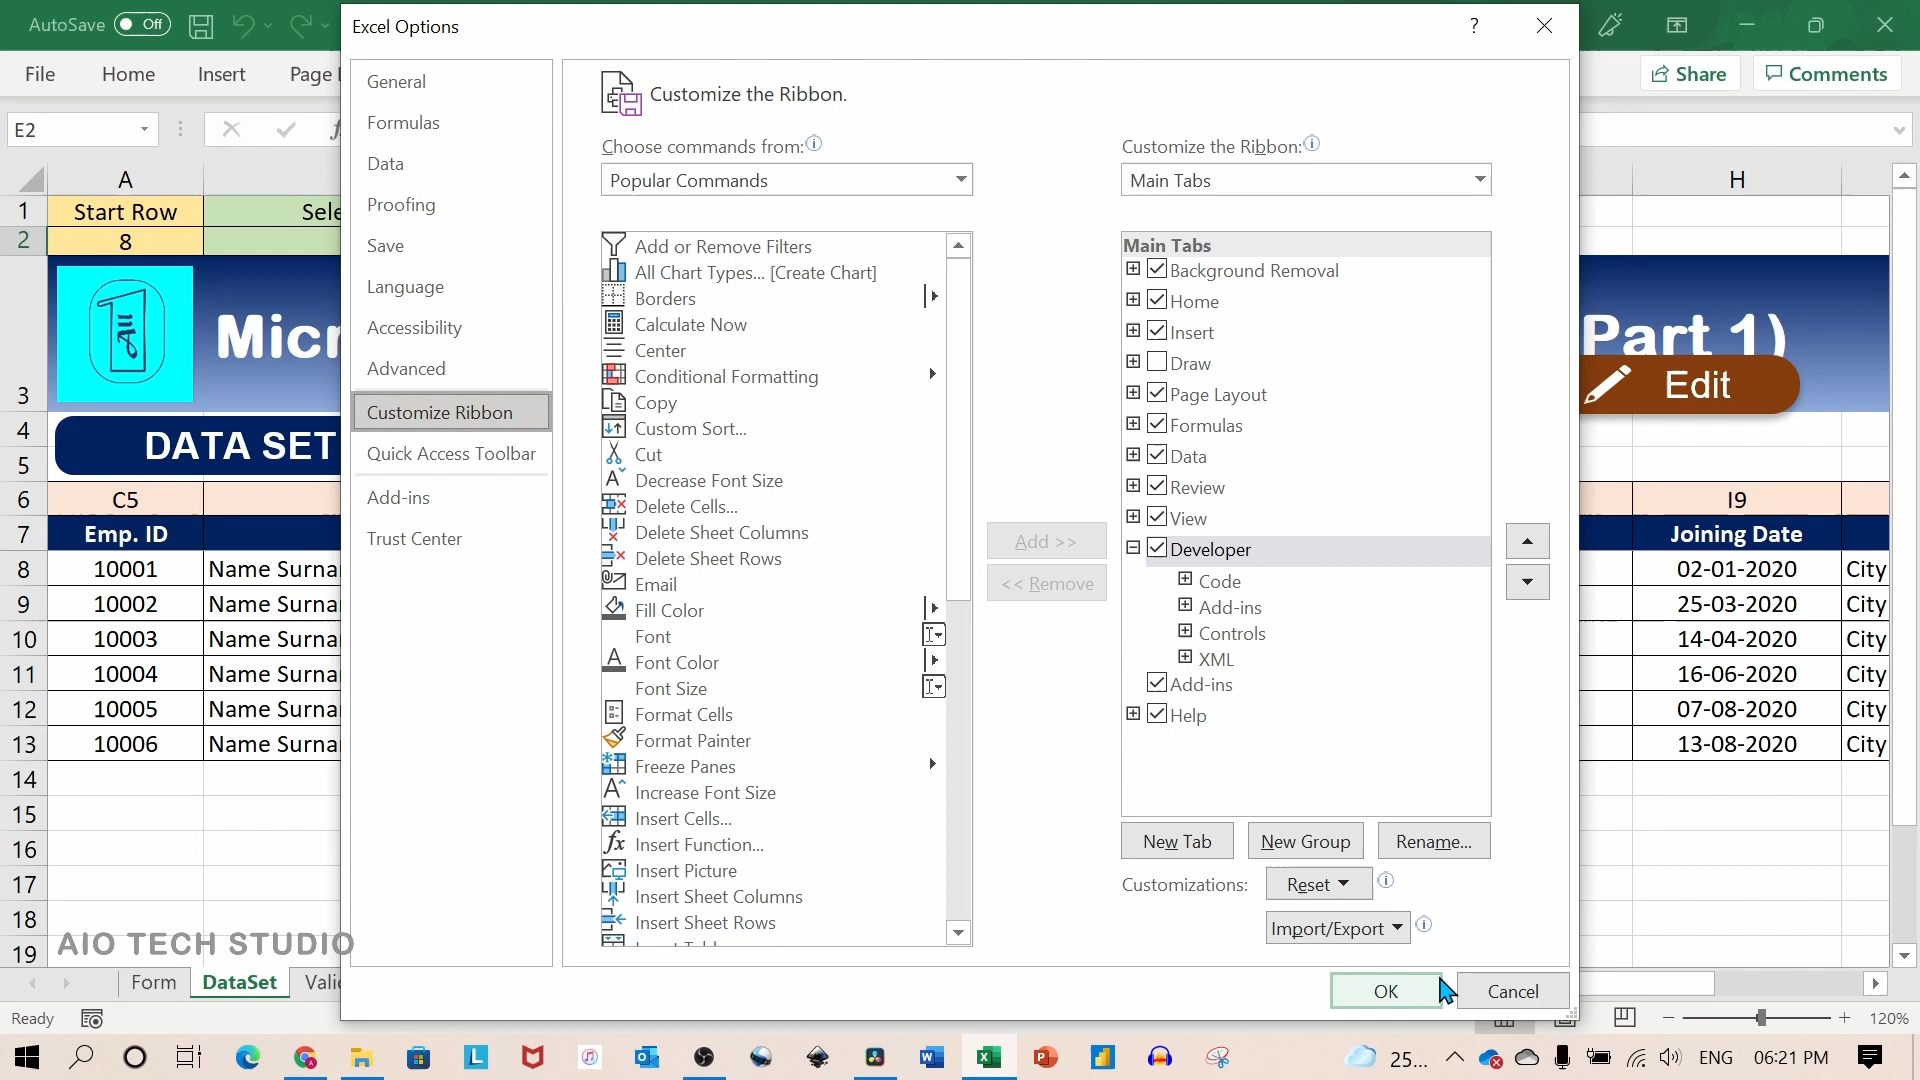 AutoSave Off
Excel Options
?
File Home Insert Page
Share Comments
E2
General
Formulas
Data
Proofing
Save
Language
Accessibility
Advanced
Customize Ribbon
Quick Access Toolbar
Add-ins
Trust Center
Customize the Ribbon.
Choose commands from:
Popular Commands
Add or Remove Filters
All Chart Types... [Create Chart]
Borders
Calculate Now
Center
Conditional Formatting
Copy
Custom Sort...
Cut
Decrease Font Size
Delete Cells...
Delete Sheet Columns
Delete Sheet Rows
Email
Fill Color
Font
Font Color
Font Size
Format Cells
Format Painter
Freeze Panes
Increase Font Size
Insert Cells...
Insert Function...
Insert Picture
Insert Sheet Columns
Insert Sheet Rows
Add >>
<< Remove
Customize the Ribbon:
Main Tabs
Main Tabs
Background Removal
Home
Insert
Draw
Page Layout
Formulas
Data
Review
View
Developer
Code
Add-ins
Controls
XML
Add-ins
Help
New Tab New Group Rename...
Customizations: Reset
Import/Export
OK Cancel
A H
1 Start Row
2 8
3 Part 1)
Edit
4 DATA SET
5
6 C5 I9
7 Emp. ID Joining Date
8 10001 Name 02-01-2020 City
9 10002 Name 25-03-2020 City
10 10003 Name 14-04-2020 City
11 10004 Name 16-06-2020 City
12 10005 Name 07-08-2020 City
13 10006 Name 13-08-2020 City
14
15
16
17
18
19
AIO TECH STUDIO
Form DataSet
Ready
120%
25...
ENG 06:21 PM